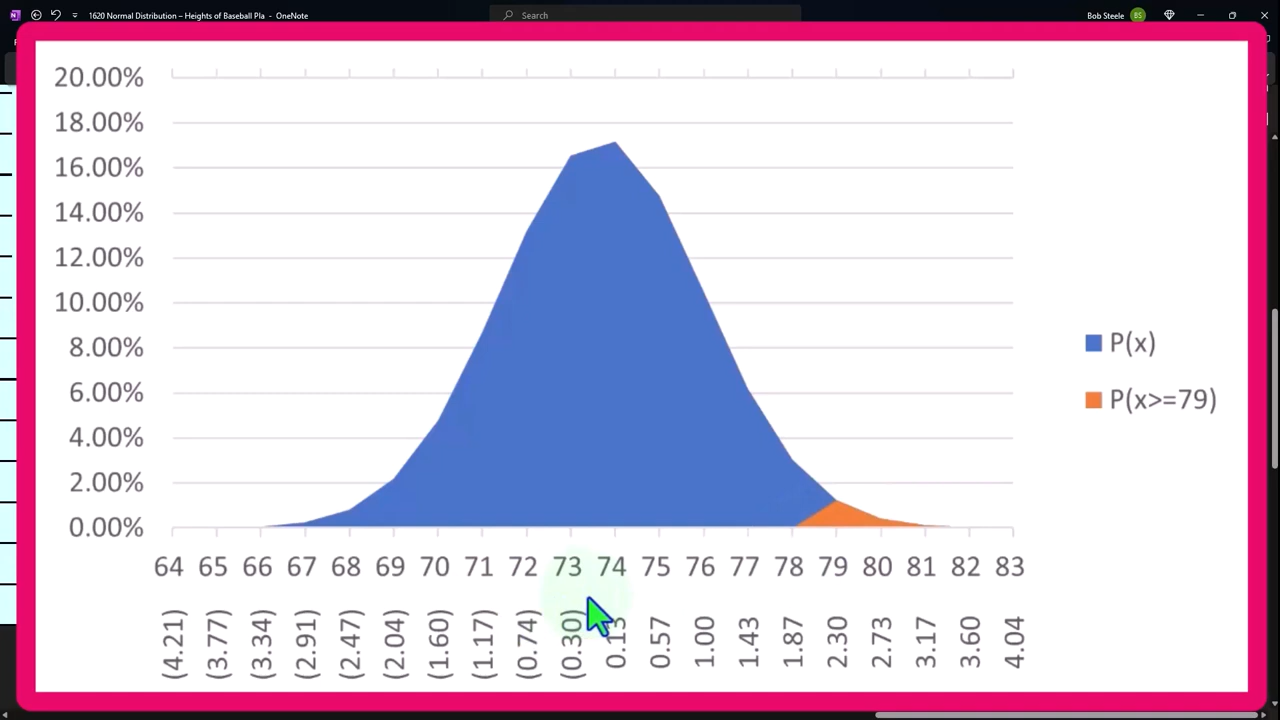 1620 Normal Distribution – Heights of Baseball Pla - OneNote
Search
Bob Steele
BS
20.00%
18.00%
16.00%
14.00%
12.00%
10.00%
8.00%
6.00%
4.00%
2.00%
0.00%
P(x)
P(x>=79)
64 65 66 67 68 69 70 71 72 73 74 75 76 77 78 79 80 81 82 83
(4.21) (3.77) (3.34) (2.91) (2.47) (2.04) (1.60) (1.17) (0.74) (0.30) 0.13 0.57 1.00 1.43 1.87 2.30 2.73 3.17 3.60 4.04